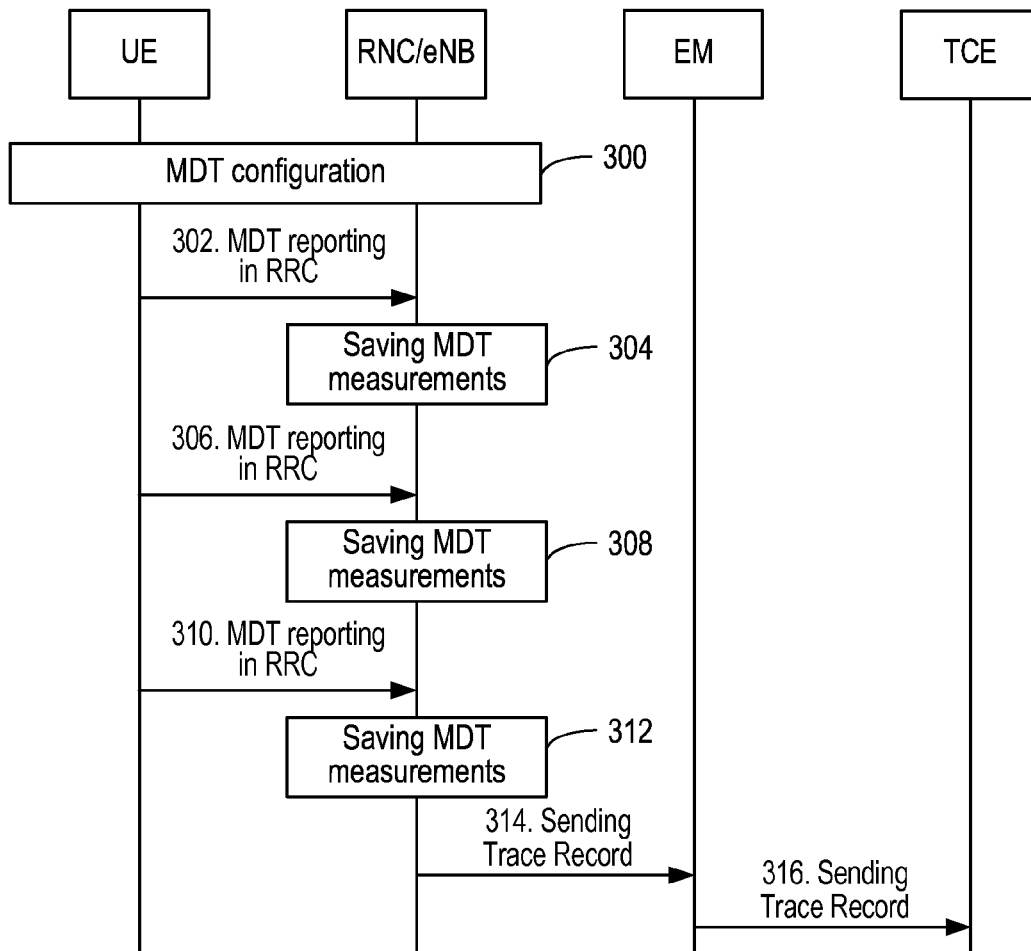 UE
RNC/eNB
EM
TCE
MDT configuration
300
302. MDT reporting
in RRC
Saving MDT
measurements
304
306. MDT reporting
in RRC
Saving MDT
measurements
308
310. MDT reporting
in RRC
Saving MDT
measurements
312
314. Sending
Trace Record
316. Sending
Trace Record